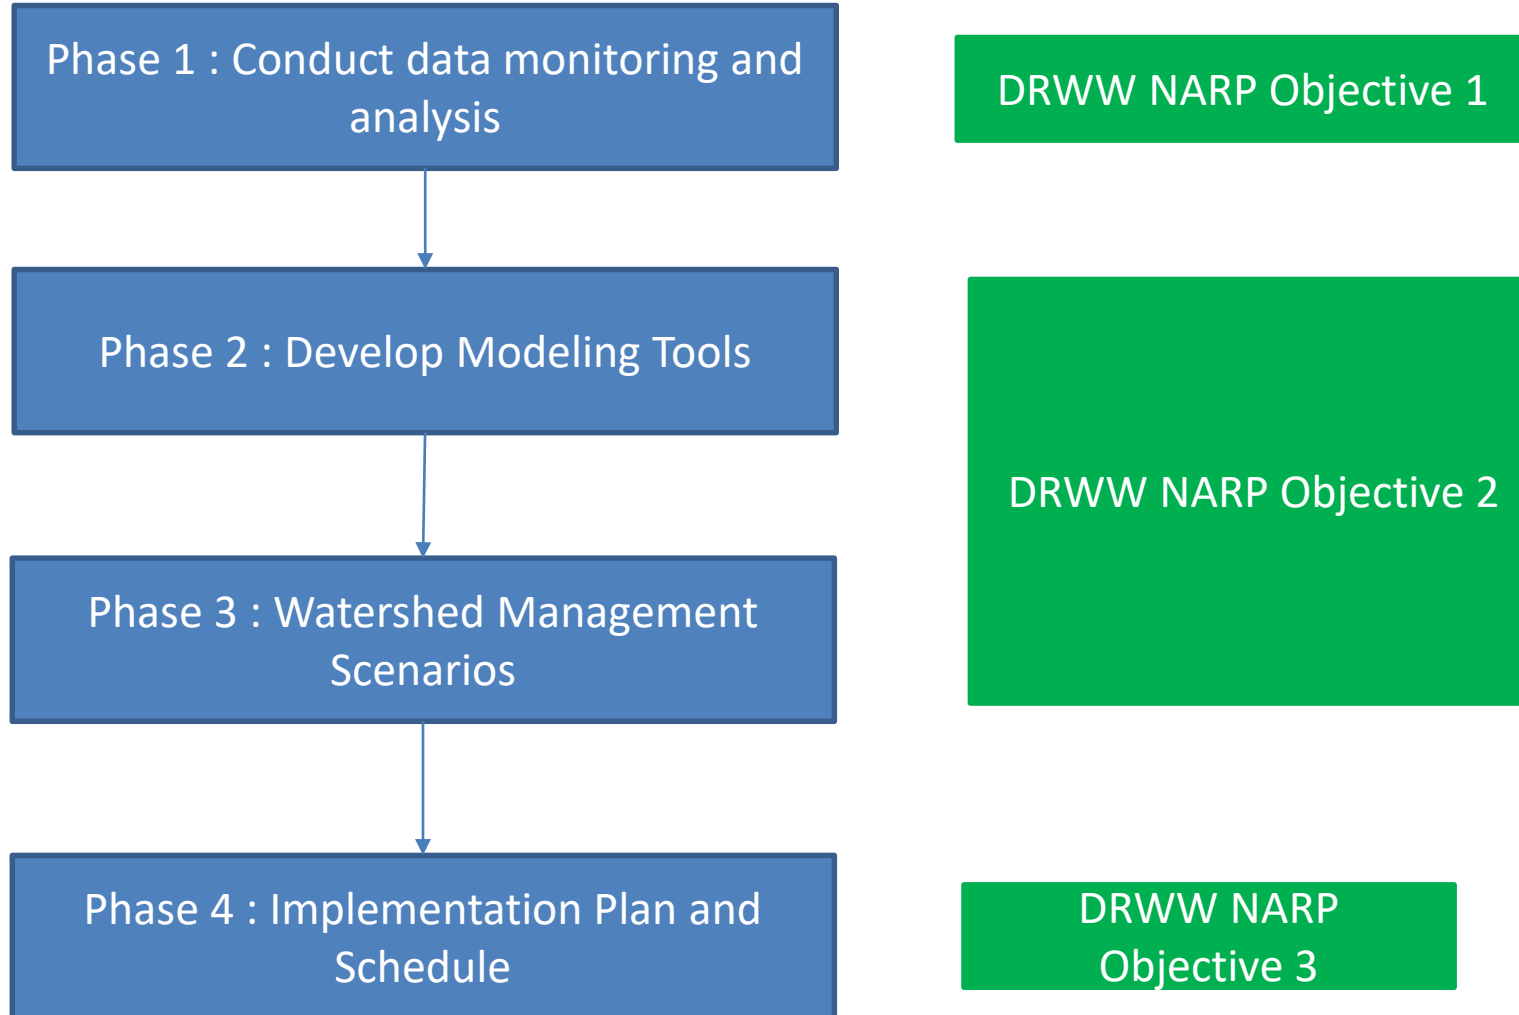 Phase 1 : Conduct data monitoring and
analysis
DRWW NARP Objective 1
Phase 2 : Develop Modeling Tools
DRWW NARP Objective 2
Phase 3 : Watershed Management
Scenarios
Phase 4 : Implementation Plan and
Schedule
DRWW NARP
Objective 3